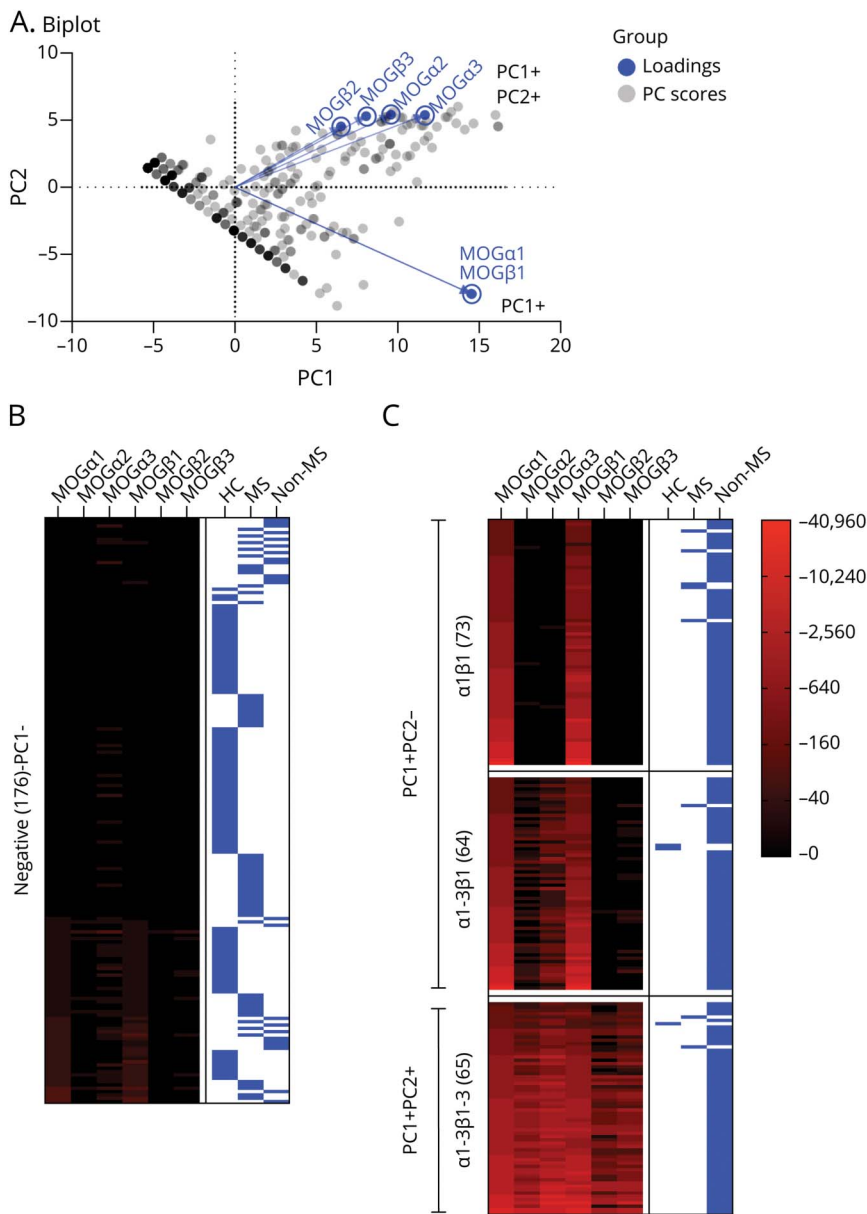 A. Biplot
10
5
0
−5
−10
PC2
−10
−5
0
5
10
15
20
PC1
MOGβ2
MOGβ3
MOGα2
MOGα3
PC1+
PC2+
MOGα1
MOGβ1
PC1+
Group
Loadings
PC scores
B
MOGα1
MOGα2
MOGα3
MOGβ1
MOGβ2
MOGβ3
HC
MS
Non-MS
Negative (176)-PC1-
C
MOGα1
MOGα2
MOGα3
MOGβ1
MOGβ2
MOGβ3
HC
MS
Non-MS
PC1+PC2−
α1β1 (73)
α1-3β1 (64)
PC1+PC2+
α1-3β1-3 (65)
−40,960
−10,240
−2,560
−640
−160
−40
−0